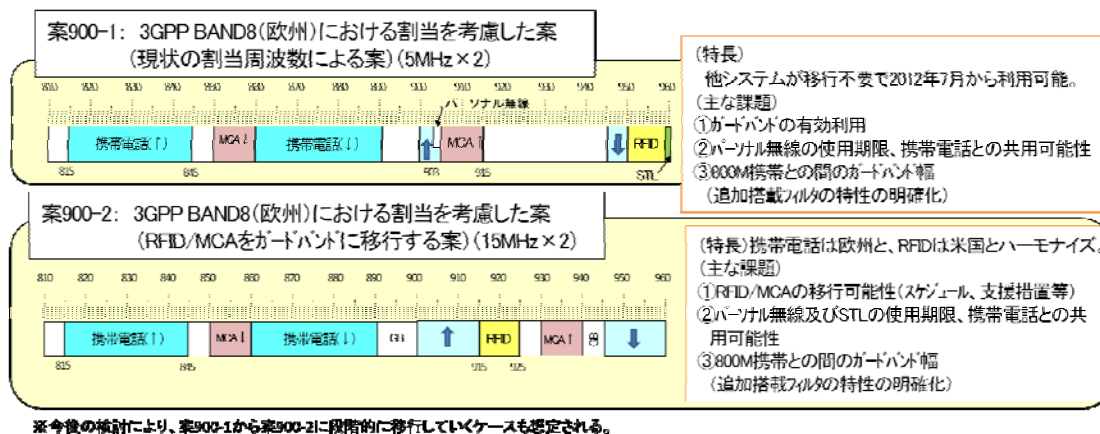 案900-1: 3GPP BAND8(欧州)における割当を考慮した案
(現状の割当周波数による案)(5MHz×2)
810 820 830 840 850 860 870 880 890 900 910 920 930 940 950 960
パーソナル無線
携帯電話(↑) MCA↓ 携帯電話(↓) MCA↑ RFID
815 845 903 915 STL
(特長)
他システムが移行不要で2012年7月から利用可能。
(主な課題)
①ガードバンドの有効利用
②パーソナル無線の使用期限、携帯電話との共用可能性
③800M携帯との間のガードバンド幅
(追加搭載フィルタの特性の明確化)
案900-2: 3GPP BAND8(欧州)における割当を考慮した案
(RFID/MCAをガードバンドに移行する案)(15MHz×2)
810 820 830 840 850 860 870 880 890 900 910 920 930 940 950 960
携帯電話(↑) MCA↓ 携帯電話(↓) GB RFID MCA↑
815 845 915 925
(特長)携帯電話は欧州と、RFIDは米国とハーモナイズ。
(主な課題)
①RFID/MCAの移行可能性(スケジュール、支援措置等)
②パーソナル無線及びSTLの使用期限、携帯電話との共
用可能性
③800M携帯との間のガードバンド幅
(追加搭載フィルタの特性の明確化)
※今後の検討により、案900-1から案900-2に段階的に移行していくケースも想定される。